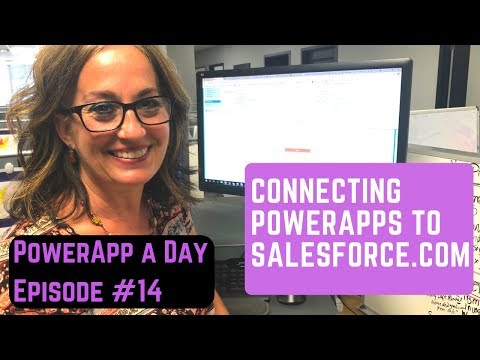 CONNECTING
POWERAPPS TO
SALESFORCE.COM
POWERAPP A DAY
EPISODE #14